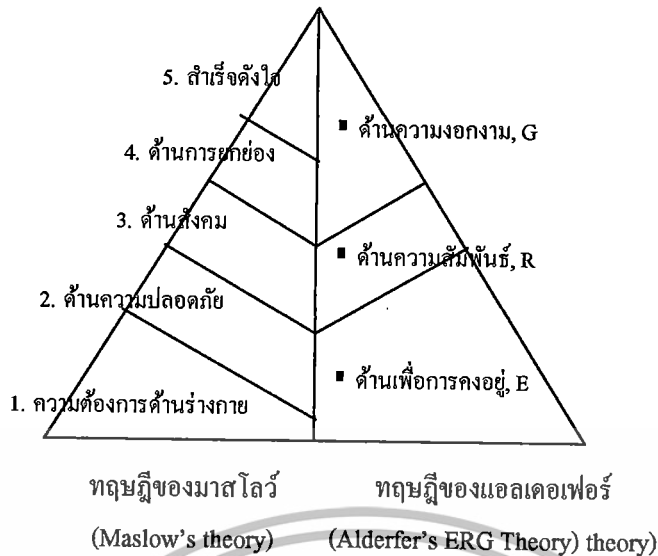 5. สำเร็จดังใจ
■ ด้านความงอกงาม, G
4. ด้านการยกย่อง
3. ด้านสังคม
■ ด้านความสัมพันธ์, R
2. ด้านความปลอดภัย
■ ด้านเพื่อการคงอยู่, E
1. ความต้องการด้านร่างกาย
ทฤษฎีของมาสโลว์ ทฤษฎีของแอลเดอเฟอร์
(Maslow's theory) (Alderfer's ERG Theory) theory)